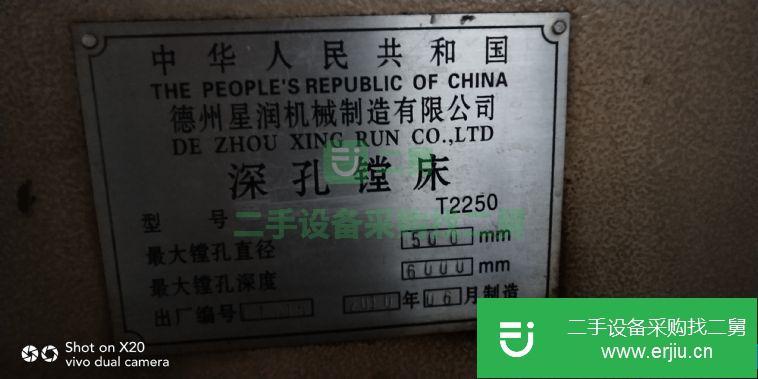 中华人民共和国
THE PEOPLE'S REPUBLIC OF CHINA
德州星润机械制造有限公司
DE ZHOU XING RUN CO.,LTD
二舅
深孔镗床
型 号 T2250
二手设备采购找二舅
最大镗孔直径 500 mm
最大镗孔深度 6000 mm
出厂编号 2010 年 06 月制造
Shot on X20
vivo dual camera
二手设备采购找二舅
www.erjiu.cn